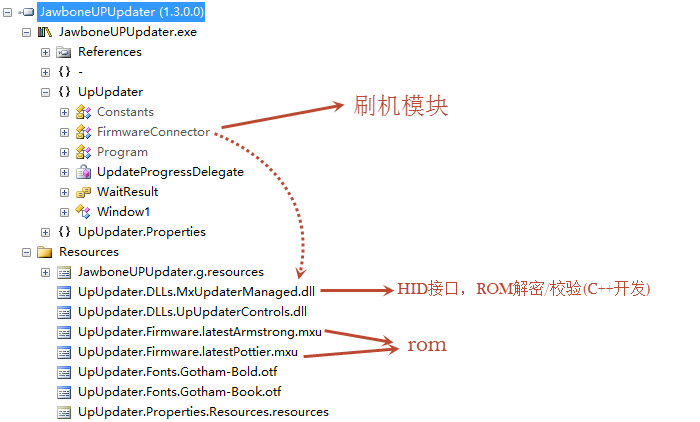 JawboneUPUpdater (1.3.0.0)
JawboneUPUpdater.exe
References
-
UpUpdater
Constants
刷机模块
FirmwareConnector
Program
UpdateProgressDelegate
WaitResult
Window1
UpUpdater.Properties
Resources
JawboneUPUpdater.g.resources
UpUpdater.DLLs.MxUpdaterManaged.dll
HID接口，ROM解密/校验(C++开发)
UpUpdater.DLLs.UpUpdaterControls.dll
UpUpdater.Firmware.latestArmstrong.mxu
rom
UpUpdater.Firmware.latestPottier.mxu
UpUpdater.Fonts.Gotham-Bold.otf
UpUpdater.Fonts.Gotham-Book.otf
UpUpdater.Properties.Resources.resources